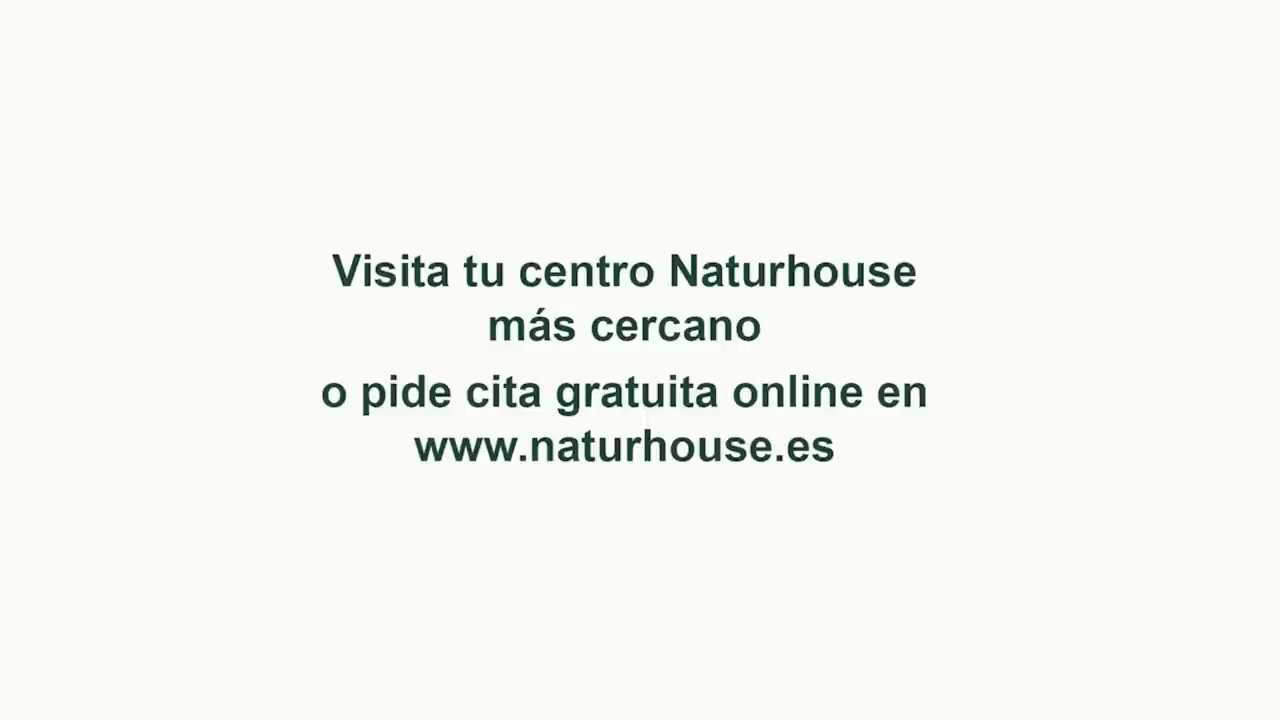 Visita tu centro Naturhouse
más cercano
o pide cita gratuita online en
www.naturhouse.es